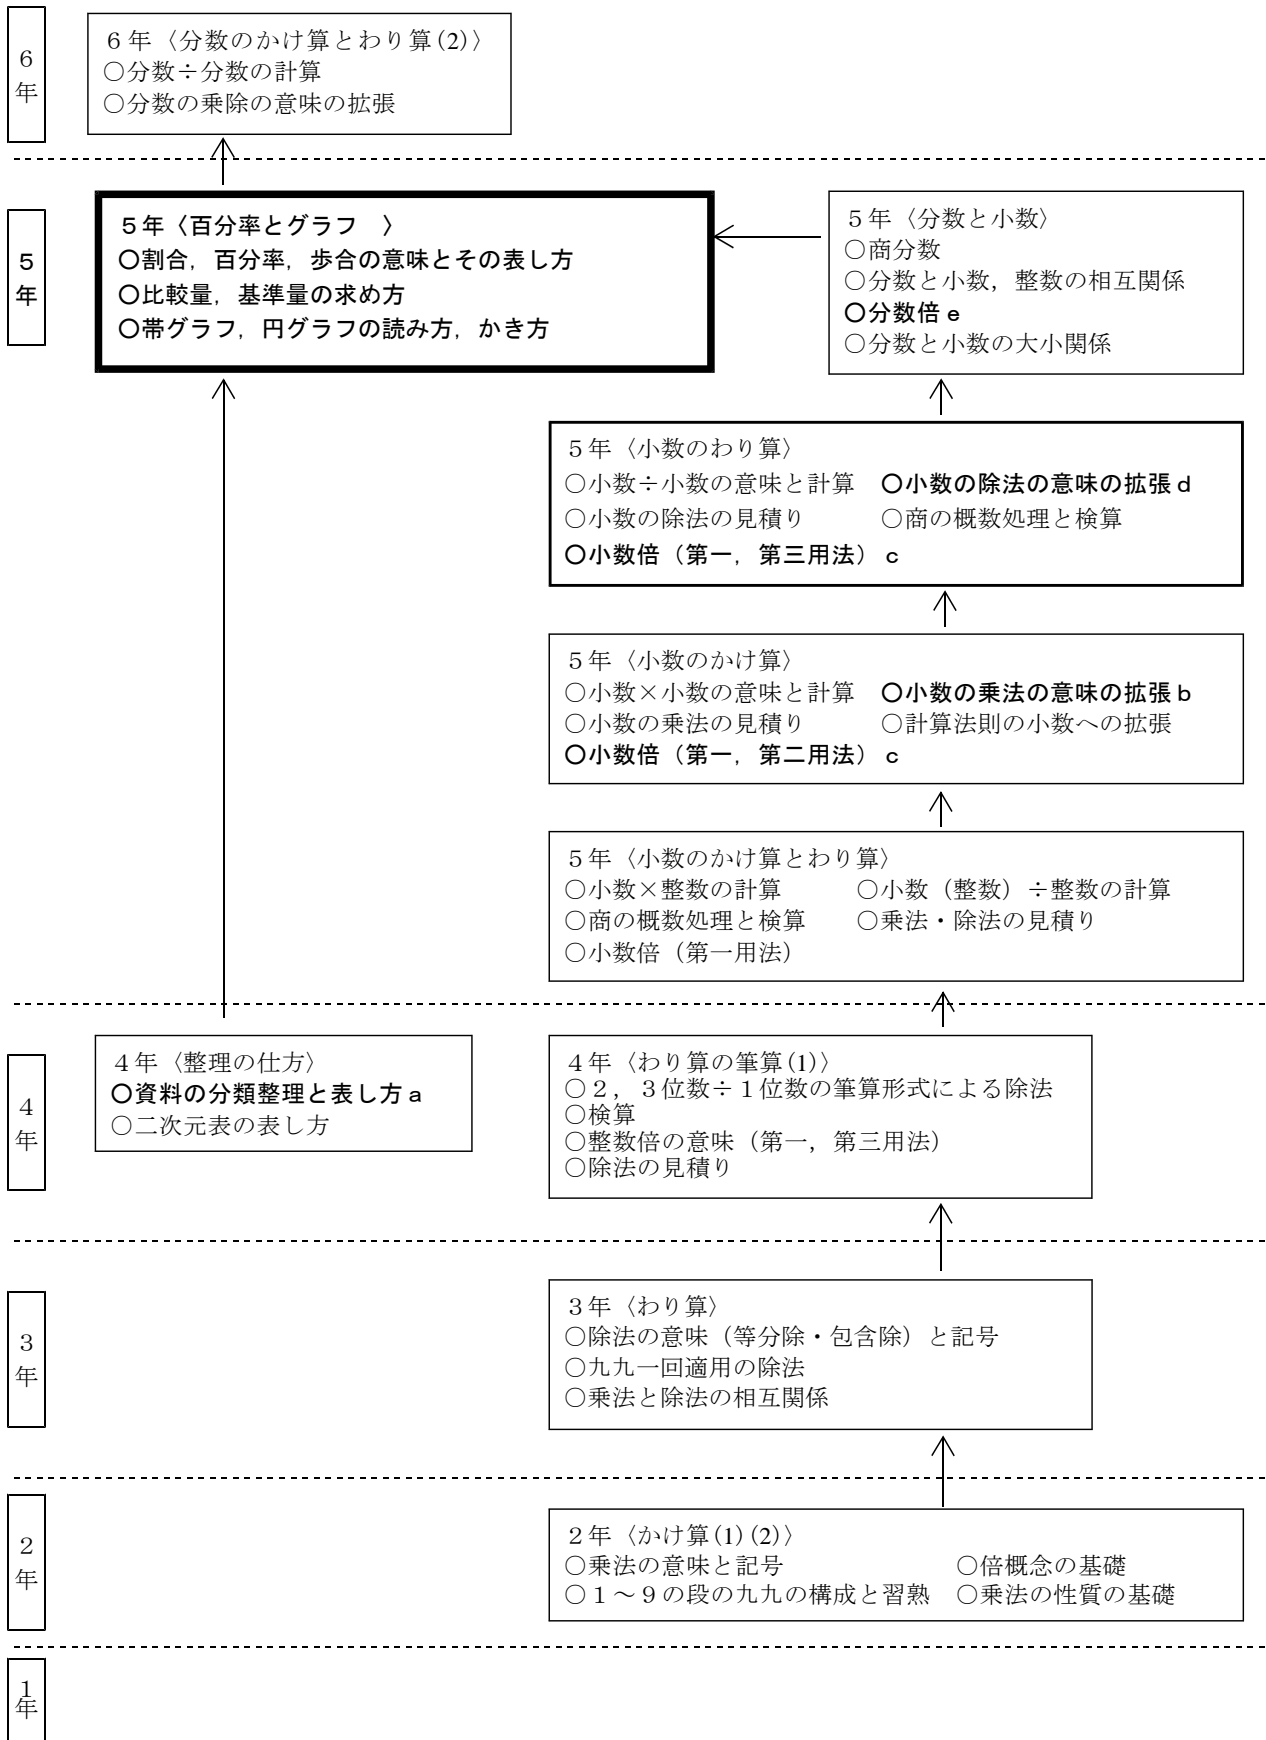 6
年
６年〈分数のかけ算とわり算(2)〉
○分数÷分数の計算
○分数の乗除の意味の拡張
５
年
５年〈百分率とグラフ　〉
○割合，百分率，歩合の意味とその表し方
○比較量，基準量の求め方
○帯グラフ，円グラフの読み方，かき方
５年〈分数と小数〉
○商分数
○分数と小数，整数の相互関係
○分数倍ｅ
○分数と小数の大小関係
５年〈小数のわり算〉
○小数÷小数の意味と計算　○小数の除法の意味の拡張ｄ
○小数の除法の見積り　○商の概数処理と検算
○小数倍（第一，第三用法）ｃ
５年〈小数のかけ算〉
○小数×小数の意味と計算　○小数の乗法の意味の拡張ｂ
○小数の乗法の見積り　○計算法則の小数への拡張
○小数倍（第一，第二用法）ｃ
５年〈小数のかけ算とわり算〉
○小数×整数の計算　○小数（整数）÷整数の計算
○商の概数処理と検算　○乗法・除法の見積り
○小数倍（第一用法）
4
年
４年〈整理の仕方〉
○資料の分類整理と表し方ａ
○二次元表の表し方
４年〈わり算の筆算(1)〉
○２，３位数÷１位数の筆算形式による除法
○検算
○整数倍の意味（第一，第三用法）
○除法の見積り
3
年
３年〈わり算〉
○除法の意味（等分除・包含除）と記号
○九九一回適用の除法
○乗法と除法の相互関係
2
年
２年〈かけ算(1)(2)〉
○乗法の意味と記号　○倍概念の基礎
○１～９の段の九九の構成と習熟　○乗法の性質の基礎
1
年